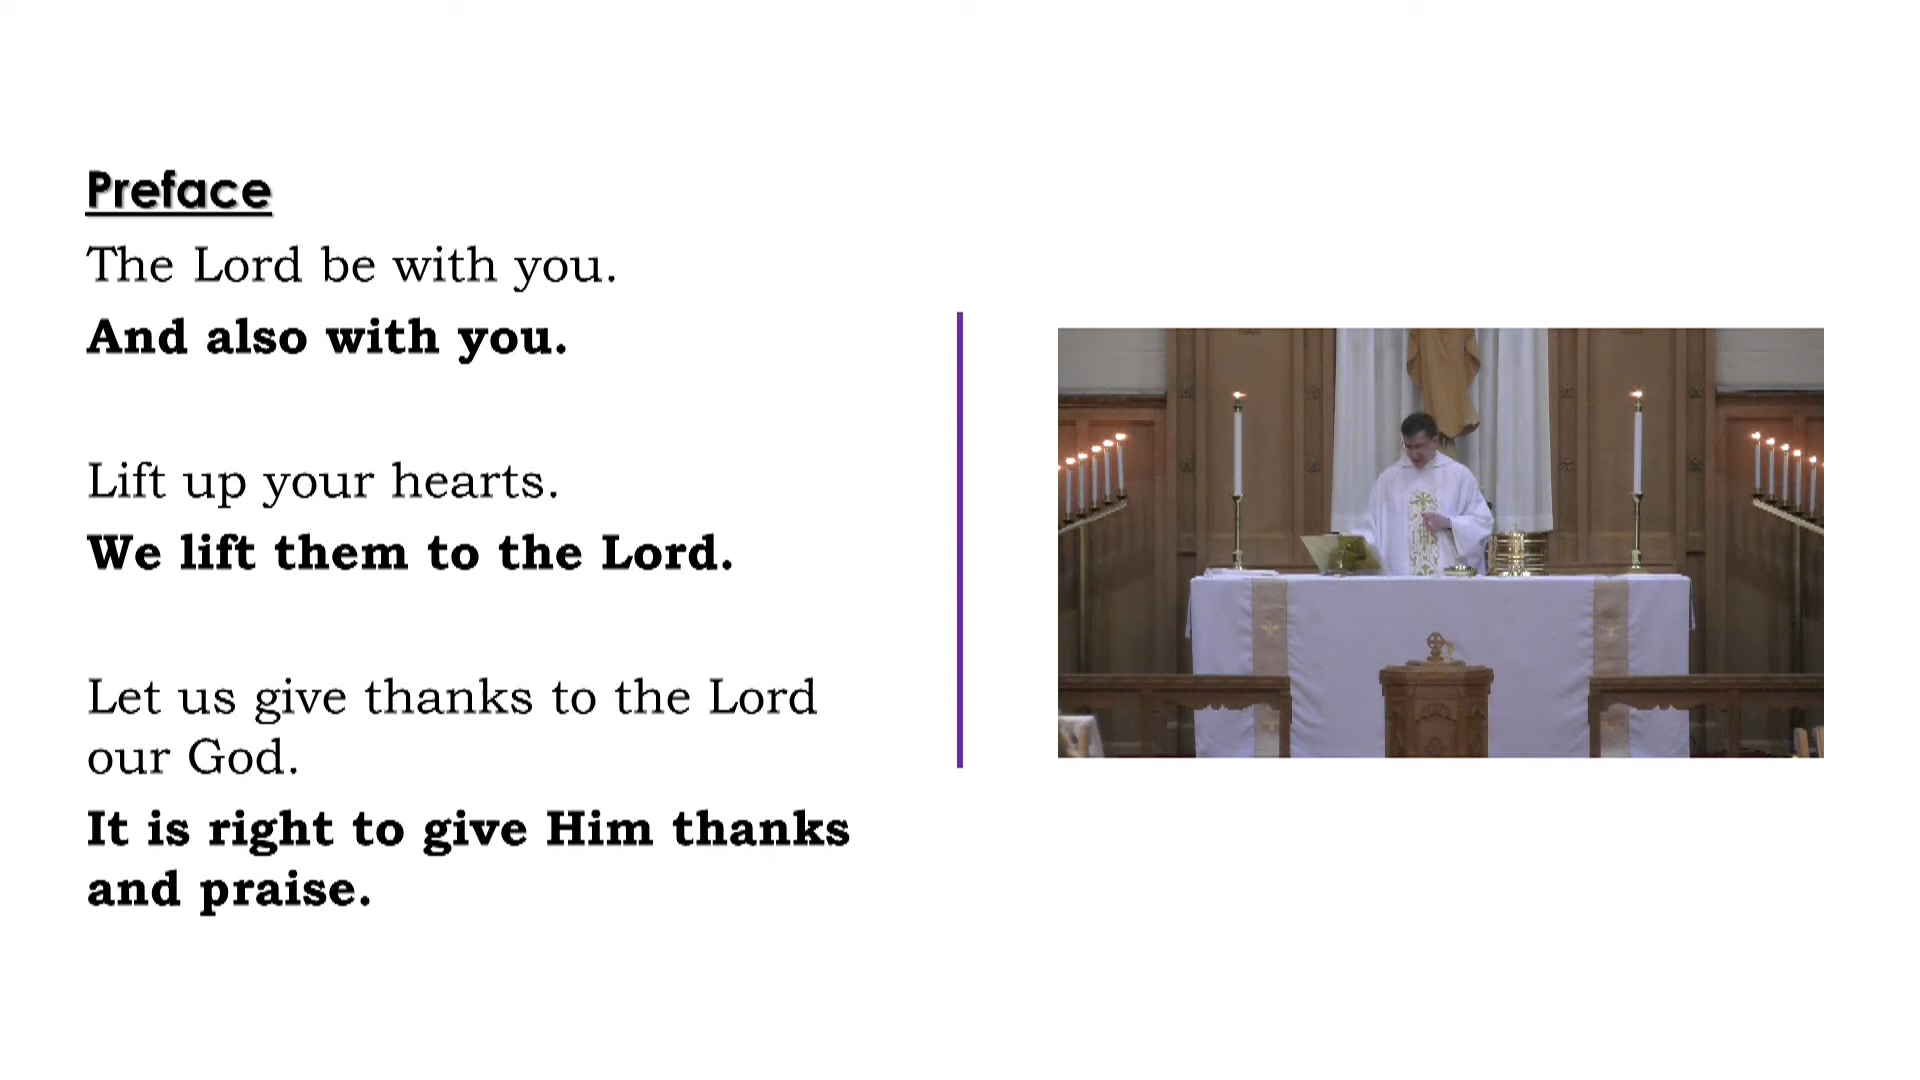 Preface
The Lord be with you.
And also with you.
Lift up your hearts.
We lift them to the Lord.
Let us give thanks to the Lord
our God.
It is right to give Him thanks
and praise.